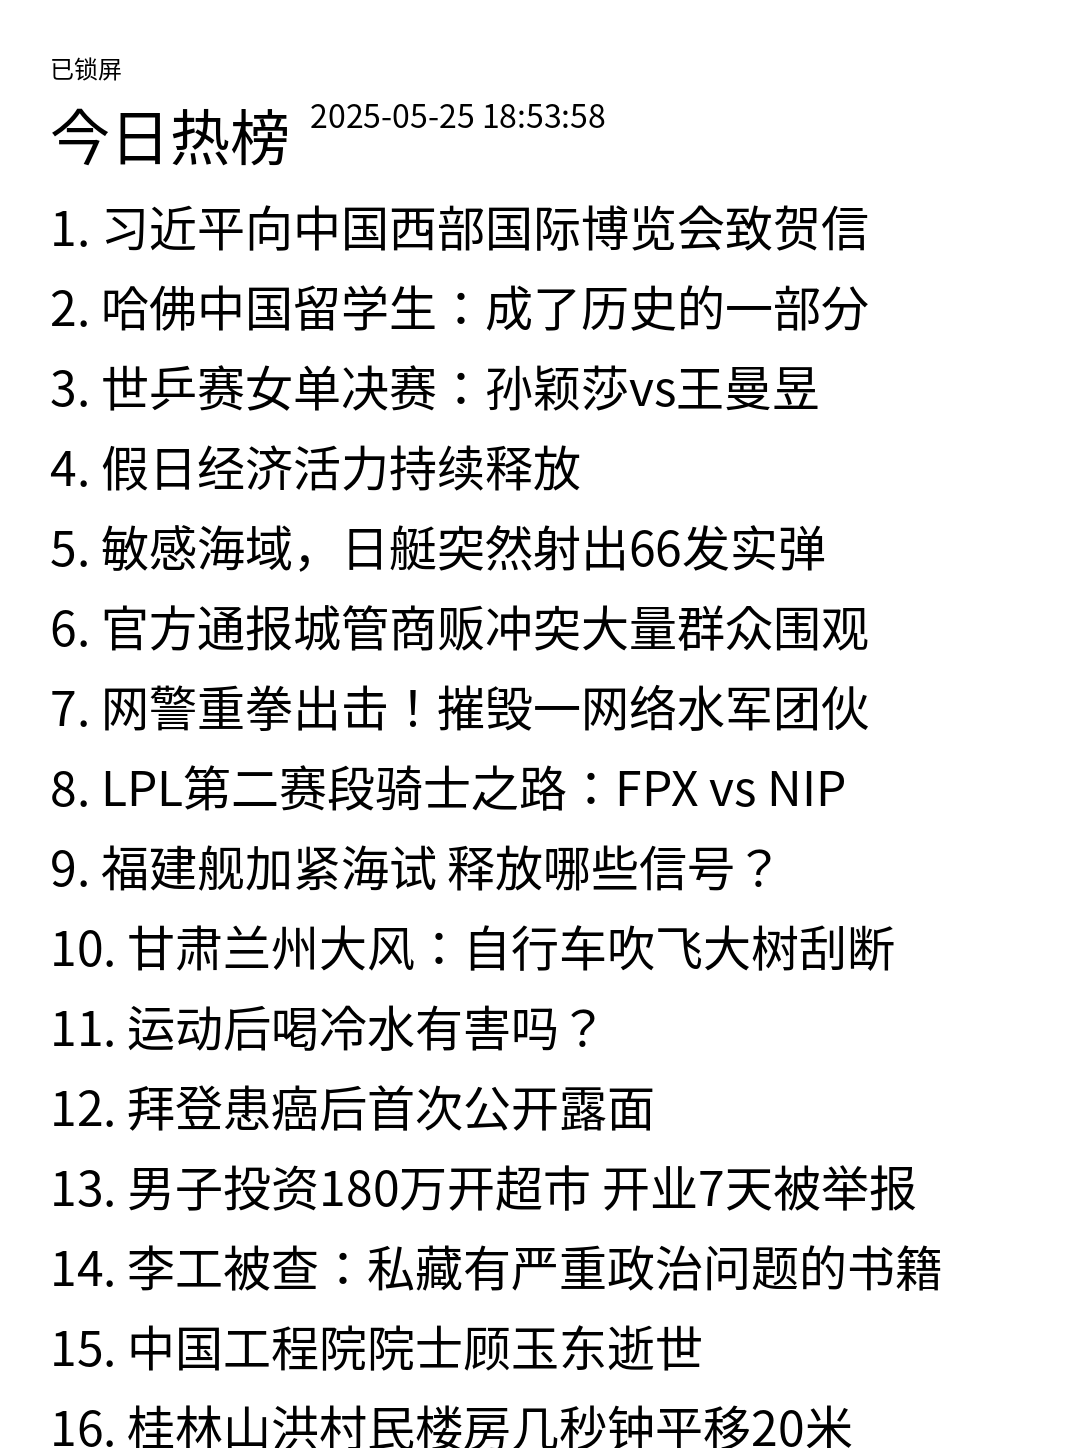 已锁屏
今日热榜 2025-05-25 18:53:58
1. 习近平向中国西部国际博览会致贺信
2. 哈佛中国留学生：成了历史的一部分
3. 世乒赛女单决赛：孙颖莎vs王曼昱
4. 假日经济活力持续释放
5. 敏感海域，日艇突然射出66发实弹
6. 官方通报城管商贩冲突大量群众围观
7. 网警重拳出击！摧毁一网络水军团伙
8. LPL第二赛段骑士之路：FPX vs NIP
9. 福建舰加紧海试 释放哪些信号？
10. 甘肃兰州大风：自行车吹飞大树刮断
11. 运动后喝冷水有害吗？
12. 拜登患癌后首次公开露面
13. 男子投资180万开超市 开业7天被举报
14. 李工被查：私藏有严重政治问题的书籍
15. 中国工程院院士顾玉东逝世
16. 桂林山洪村民楼房几秒钟平移20米